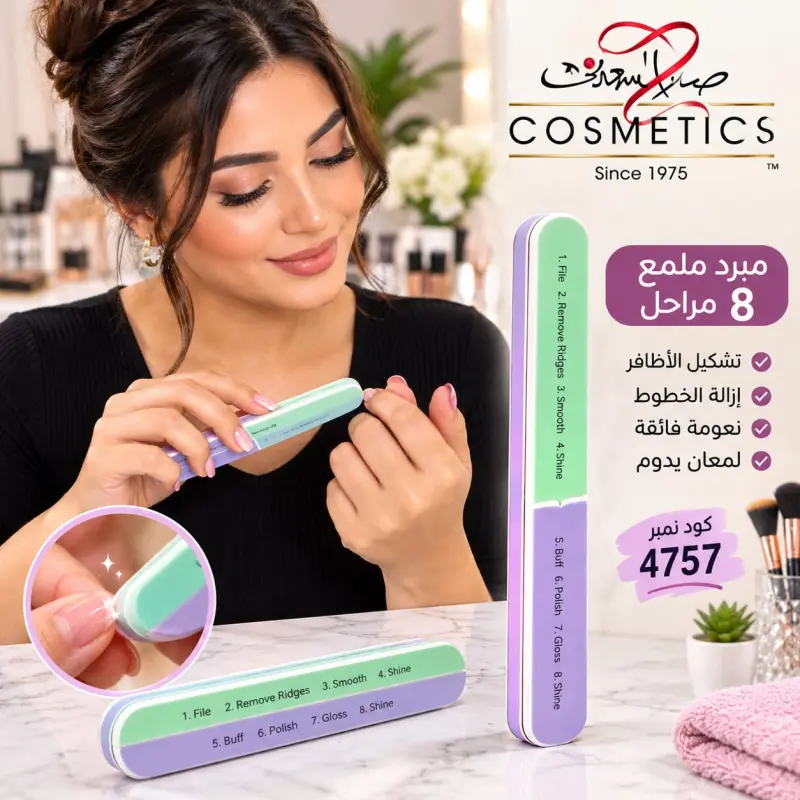 COSMETICS
Since 1975
TM
مبرد ملمع
8 مراحل
تشكيل الأظافر
إزالة الخطوط
نعومة فائقة
لمعان يدوم
كود نمبر
4757
1. File 2. Remove Ridges 3. Smooth 4. Shine
5. Buff 6. Polish 7. Gloss 8. Shine
1. File 2. Remove Ridges 3. Smooth 4. Shine
5. Buff 6. Polish 7. Gloss 8. Shine